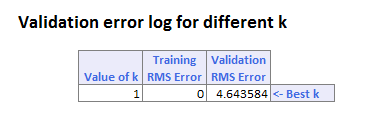 Validation error log for different k
Training Validation
Value of k RMS Error RMS Error
1 0 4.643584 <- Best k